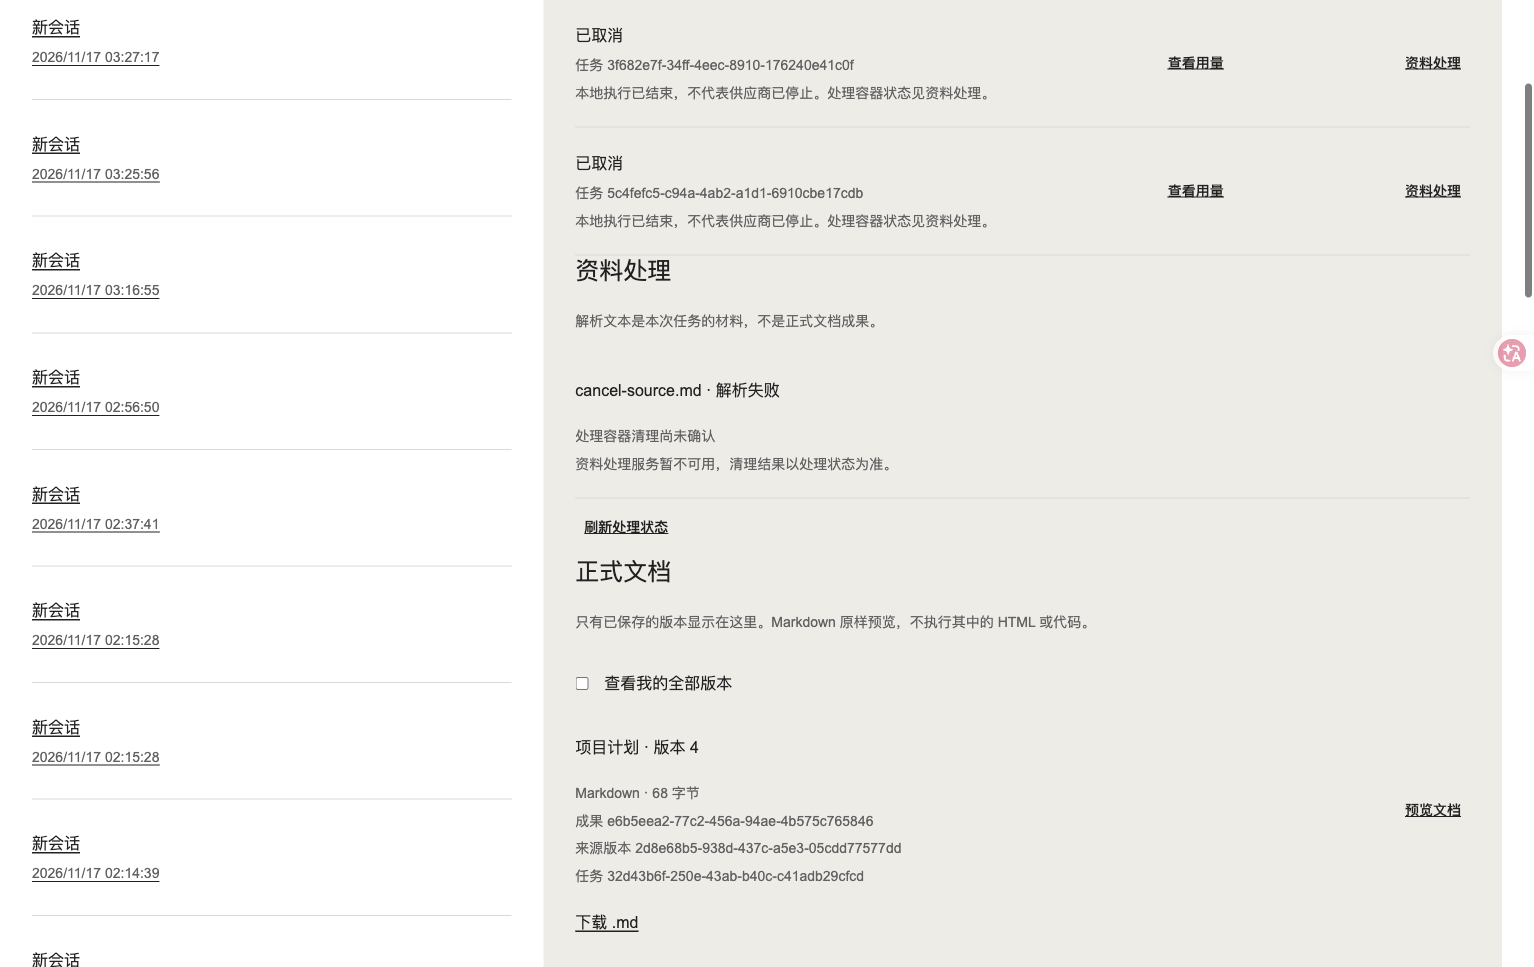 新会话
2026/11/17 03:27:17
新会话
2026/11/17 03:25:56
新会话
2026/11/17 03:16:55
新会话
2026/11/17 02:56:50
新会话
2026/11/17 02:37:41
新会话
2026/11/17 02:15:28
新会话
2026/11/17 02:15:28
新会话
2026/11/17 02:14:39
新会话
已取消
任务 3f682e7f-34ff-4eec-8910-176240e41c0f
本地执行已结束，不代表供应商已停止。处理容器状态见资料处理。
查看用量
资料处理
已取消
任务 5c4fefc5-c94a-4ab2-a1d1-6910cbe17cdb
本地执行已结束，不代表供应商已停止。处理容器状态见资料处理。
查看用量
资料处理
资料处理
解析文本是本次任务的材料，不是正式文档成果。
cancel-source.md · 解析失败
处理容器清理尚未确认
资料处理服务暂不可用，清理结果以处理状态为准。
刷新处理状态
正式文档
只有已保存的版本显示在这里。Markdown 原样预览，不执行其中的 HTML 或代码。
查看我的全部版本
项目计划 · 版本 4
Markdown · 68 字节
成果 e6b5eea2-77c2-456a-94ae-4b575c765846
来源版本 2d8e68b5-938d-437c-a5e3-05cdd77577dd
任务 32d43b6f-250e-43ab-b40c-c41adb29cfcd
预览文档
下载 .md